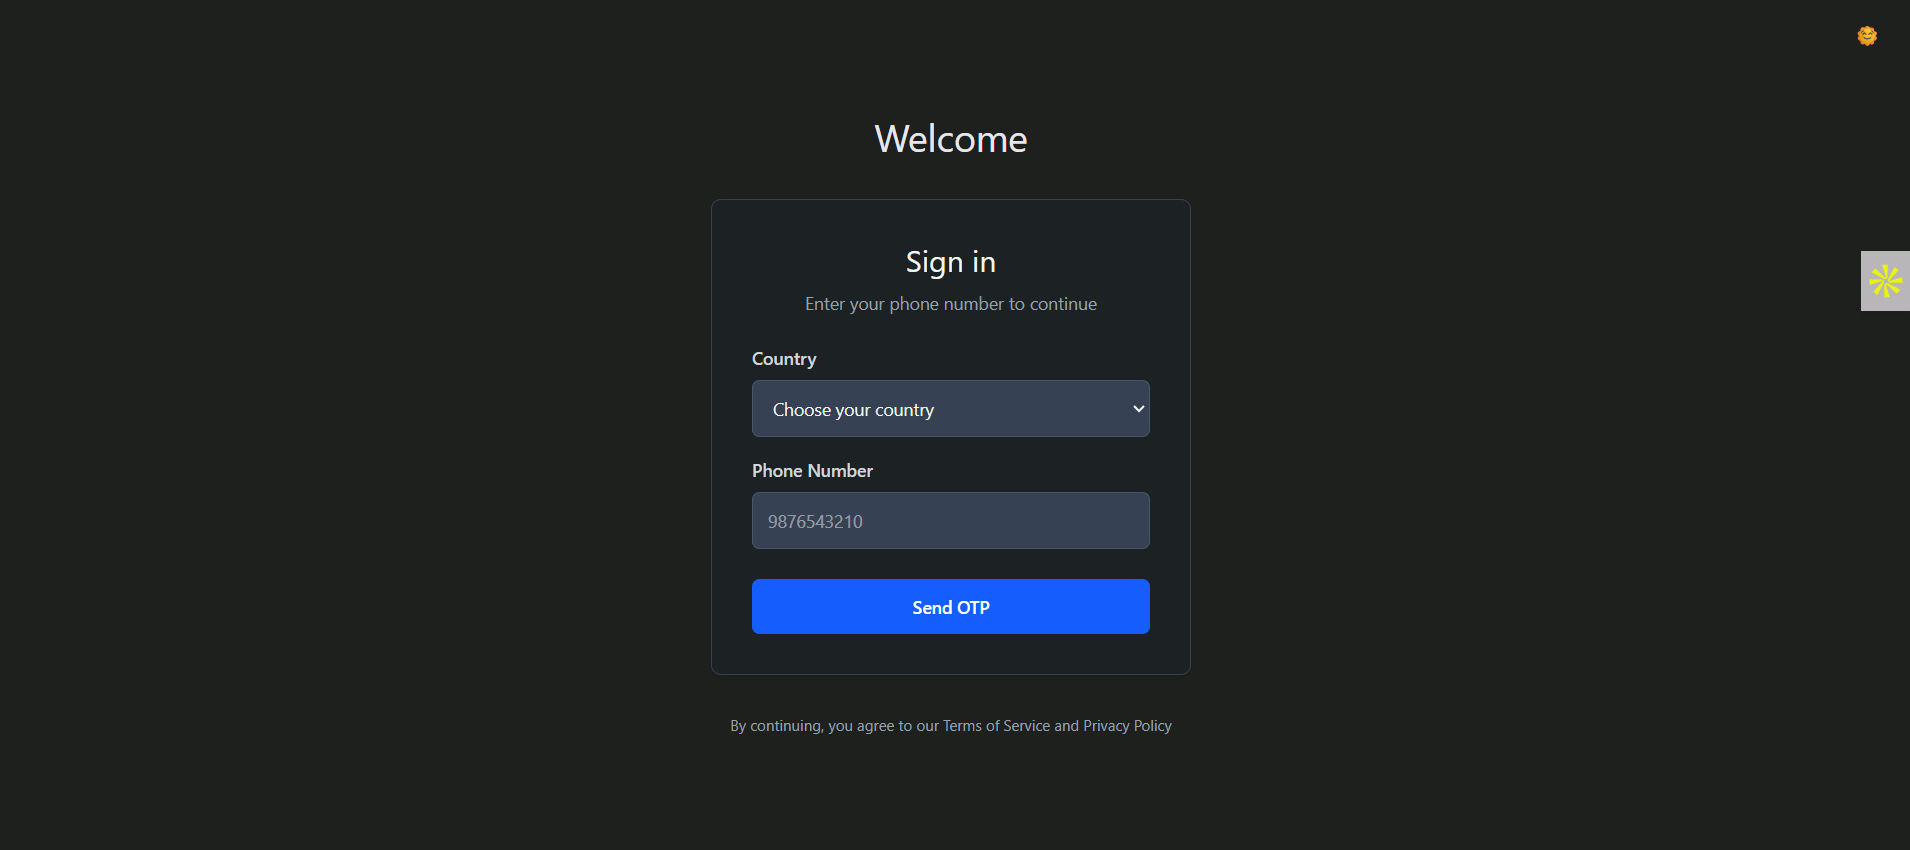 Welcome
Sign in
Enter your phone number to continue
Country
Choose your country
Phone Number
9876543210
Send OTP
By continuing, you agree to our Terms of Service and Privacy Policy